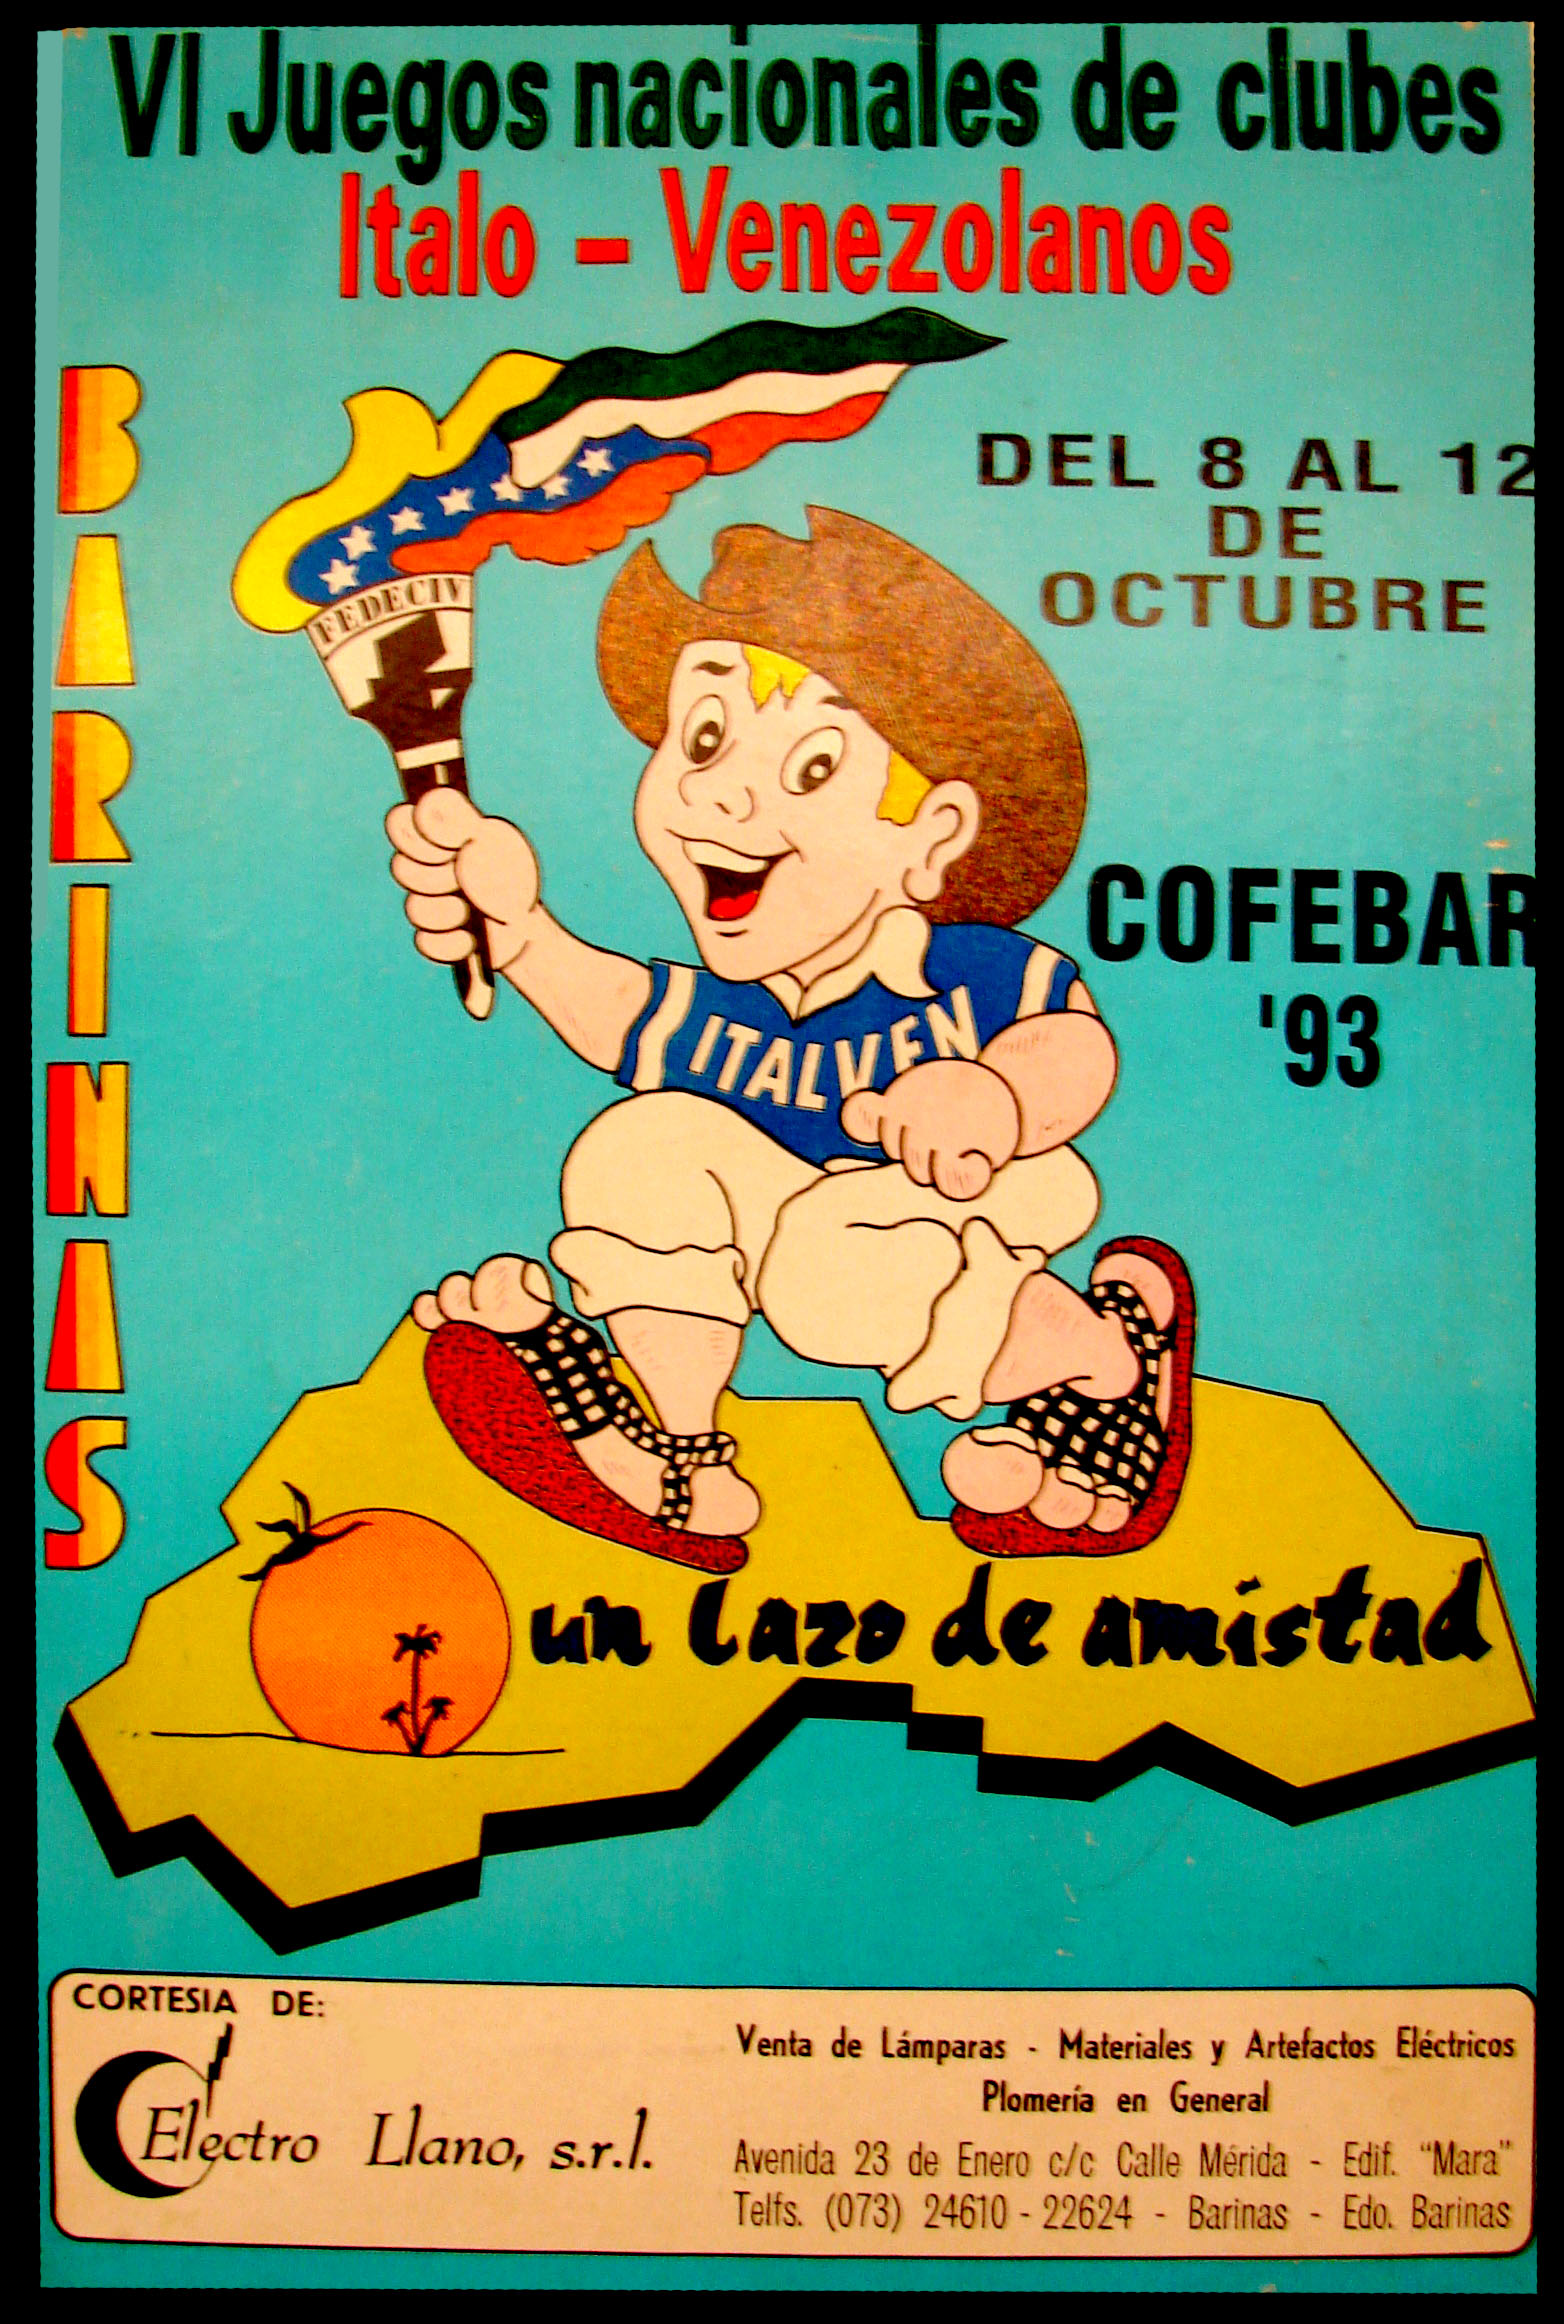 VI Juegos nacionales de clubes
Italo - Venezolanos
BARINAS
DEL 8 AL 12
DE
OCTUBRE
FEDECIV
COFEBAR
'93
ITALVEN
un lazo de amistad
CORTESIA DE:
Electro Llano, s.r.l.
Venta de Lámparas - Materiales y Artefactos Eléctricos
Plomería en General
Avenida 23 de Enero c/c Calle Mérida - Edif. "Mara"
Telfs. (073) 24610 - 22624 - Barinas - Edo. Barinas